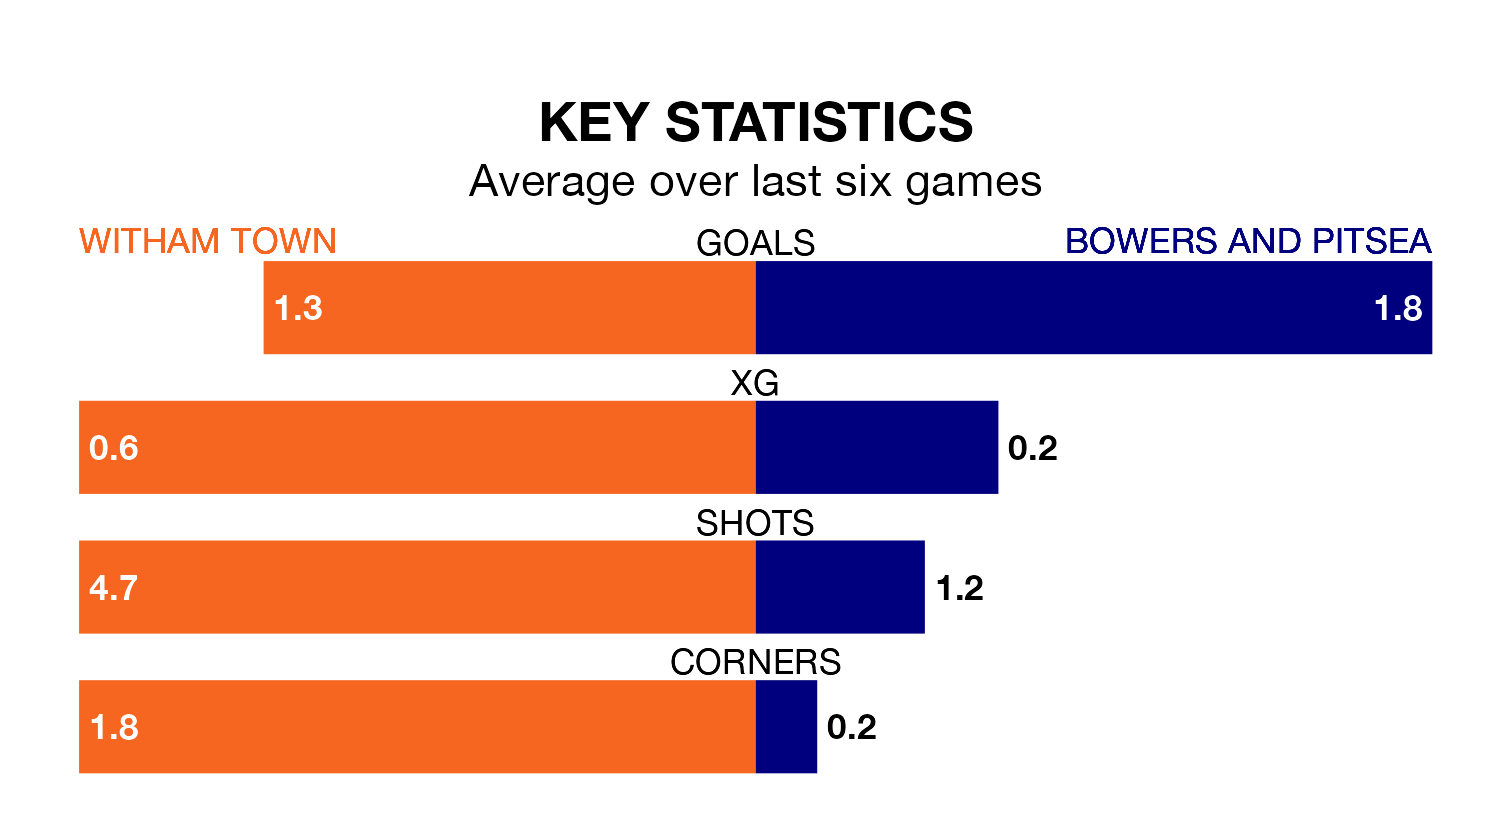 KEY STATISTICS
Average over last six games
WITHAM TOWN GOALS BOWERS AND PITSEA
1.3 1.8
XG
0.6 0.2
SHOTS
4.7 1.2
CORNERS
1.8 0.2